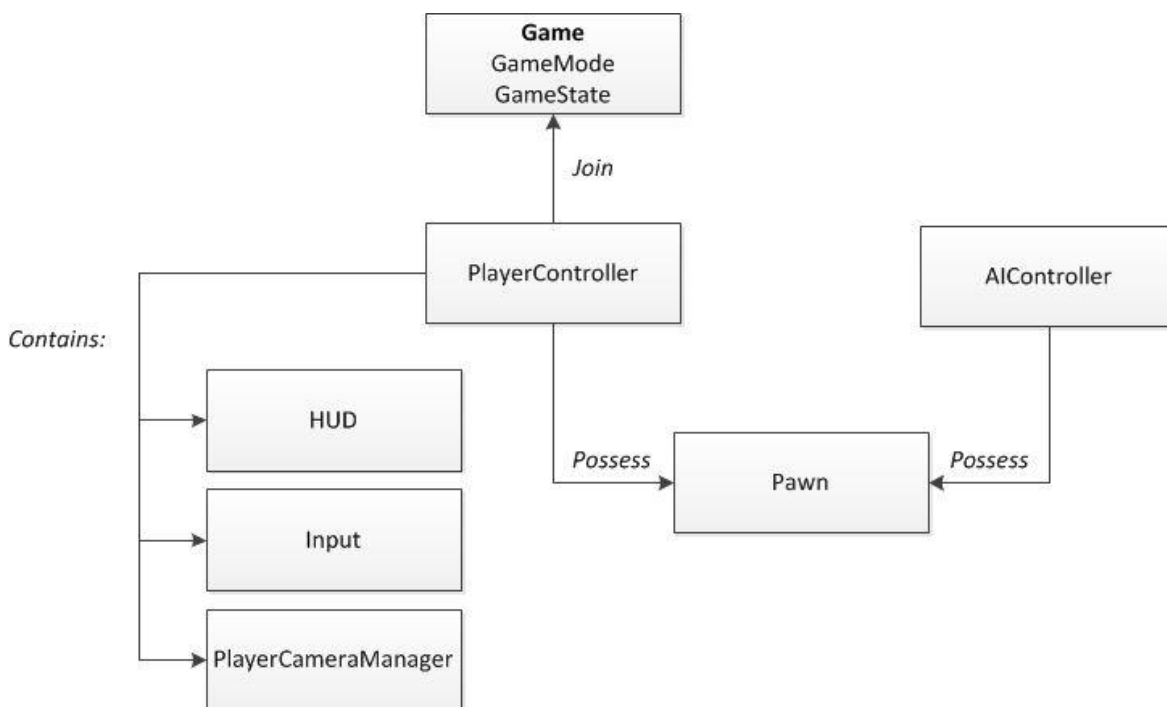 Game
GameMode
GameState
Join
PlayerController
AIController
Contains:
HUD
Possess
Pawn
Possess
Input
PlayerCameraManager